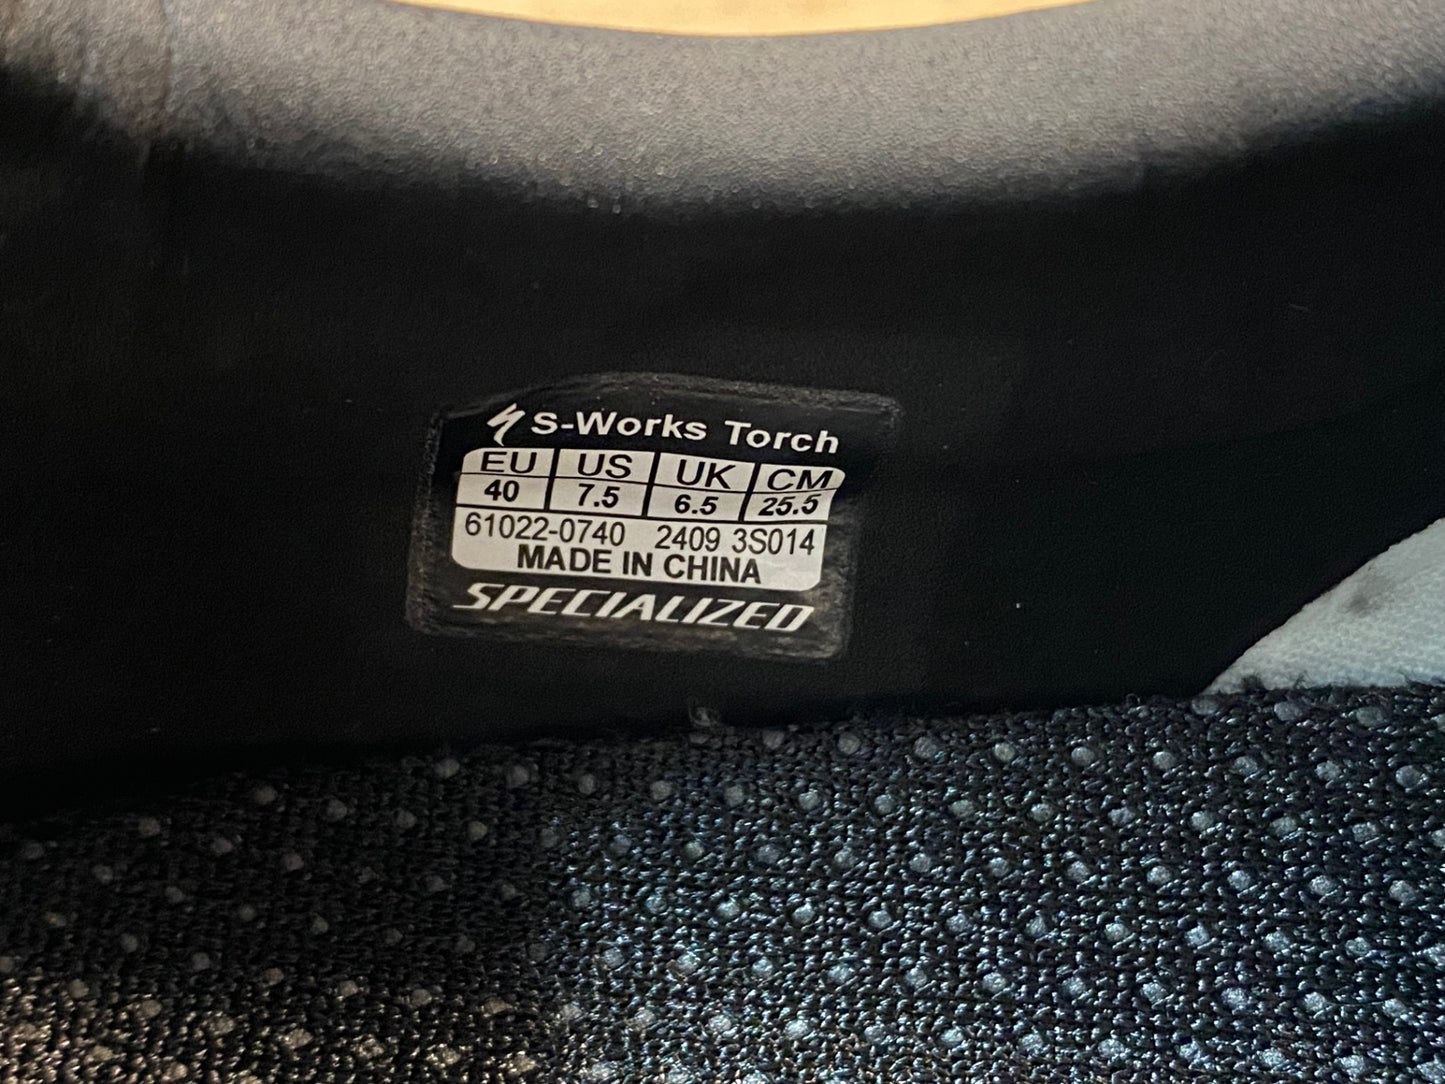 S-Works Torch
EU US UK CM
40 7.5 6.5 25.5
61022-0740 2409 3S014
MADE IN CHINA
SPECIALIZED